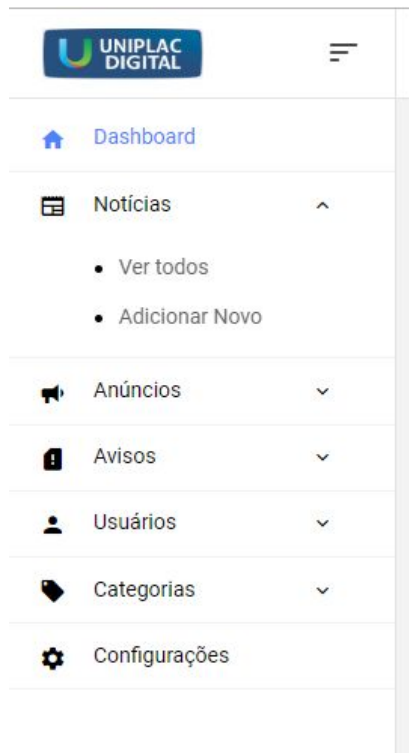 UNIPLAC
DIGITAL
Dashboard
Notícias
Ver todos
Adicionar Novo
Anúncios
Avisos
Usuários
Categorias
Configurações